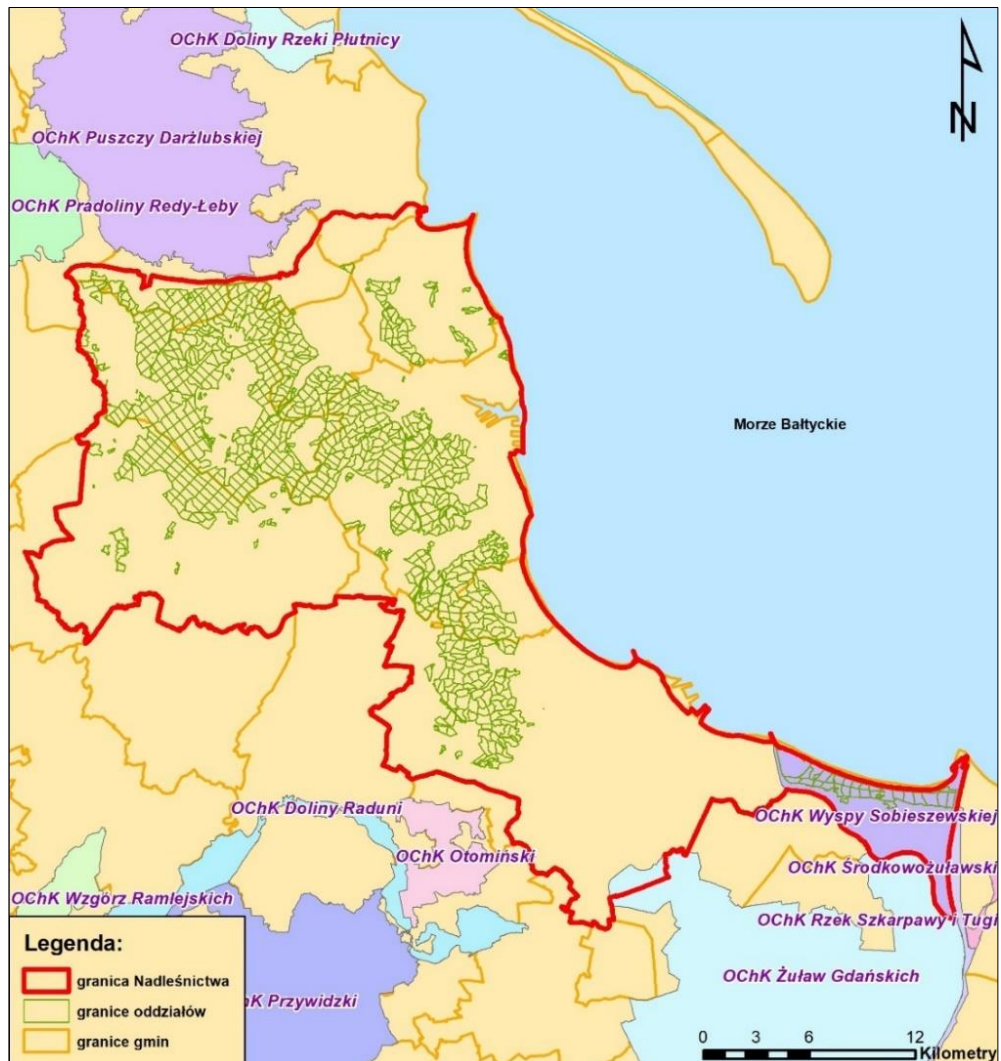 OChK Doliny Rzeki Płutnicy
N
OChK Puszczy Darżlubskiej
OChK Pradoliny Redy-Łeby
Morze Bałtyckie
OChK Doliny Raduni
OChK Wyspy Sobieszewskiej
OChK Otomiński
OChK Środkowożuławski
OChK Wzgórz Ramlejskich
OChK Rzek Szkarpawy i Tugi
Legenda:
granica Nadleśnictwa
OChK Żuław Gdańskich
hK Przywidzki
granice oddziałów
granice gmin
0 3 6 12
Kilometry